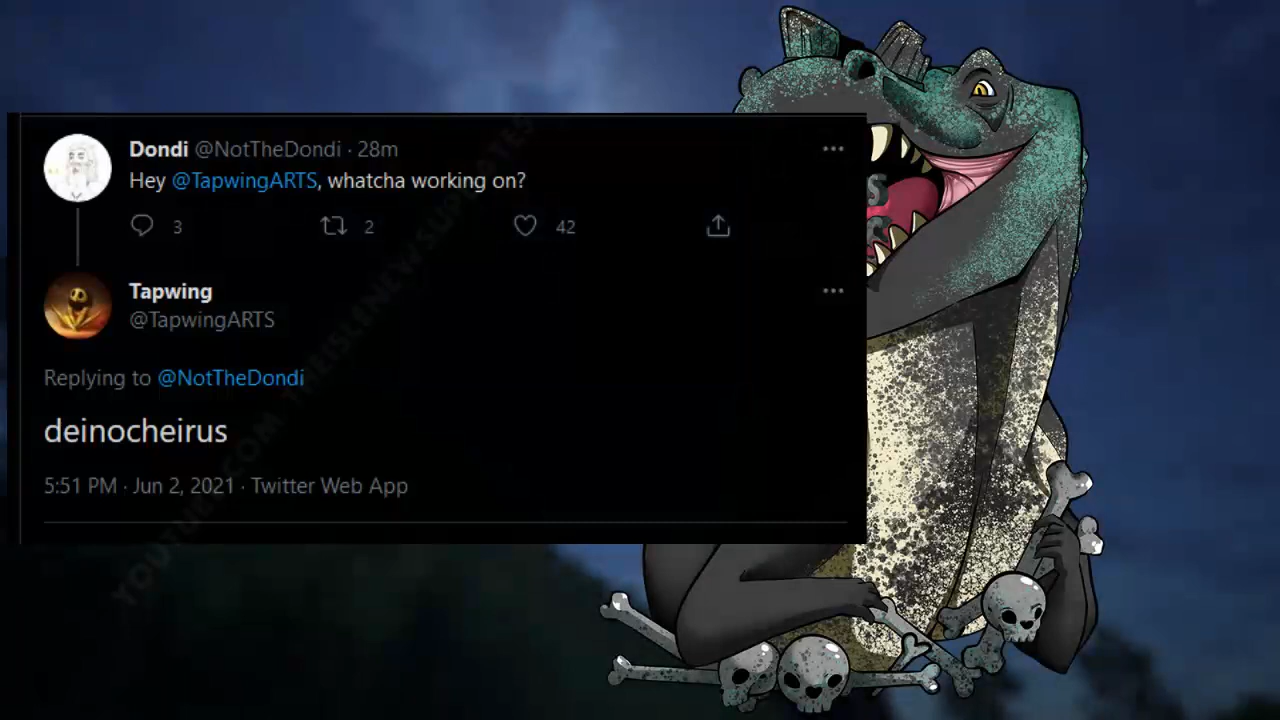 Dondi @NotTheDondi · 28m
Hey @TapwingARTS, whatcha working on?
3 2 42
Tapwing
@TapwingARTS
Replying to @NotTheDondi
deinocheirus
5:51 PM · Jun 2, 2021 · Twitter Web App